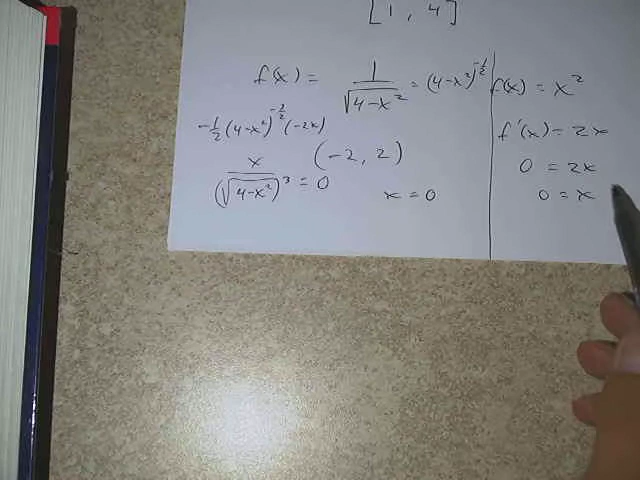 [1, 4]
f(x) = 1/√(4-x²) = (4-x²)^(-1/2)
-1/2 (4-x²)^(-3/2) (-2x)
(-2, 2)
x/(√(4-x²))³ = 0
x = 0
f(x) = x²
f'(x) = 2x
0 = 2x
0 = x